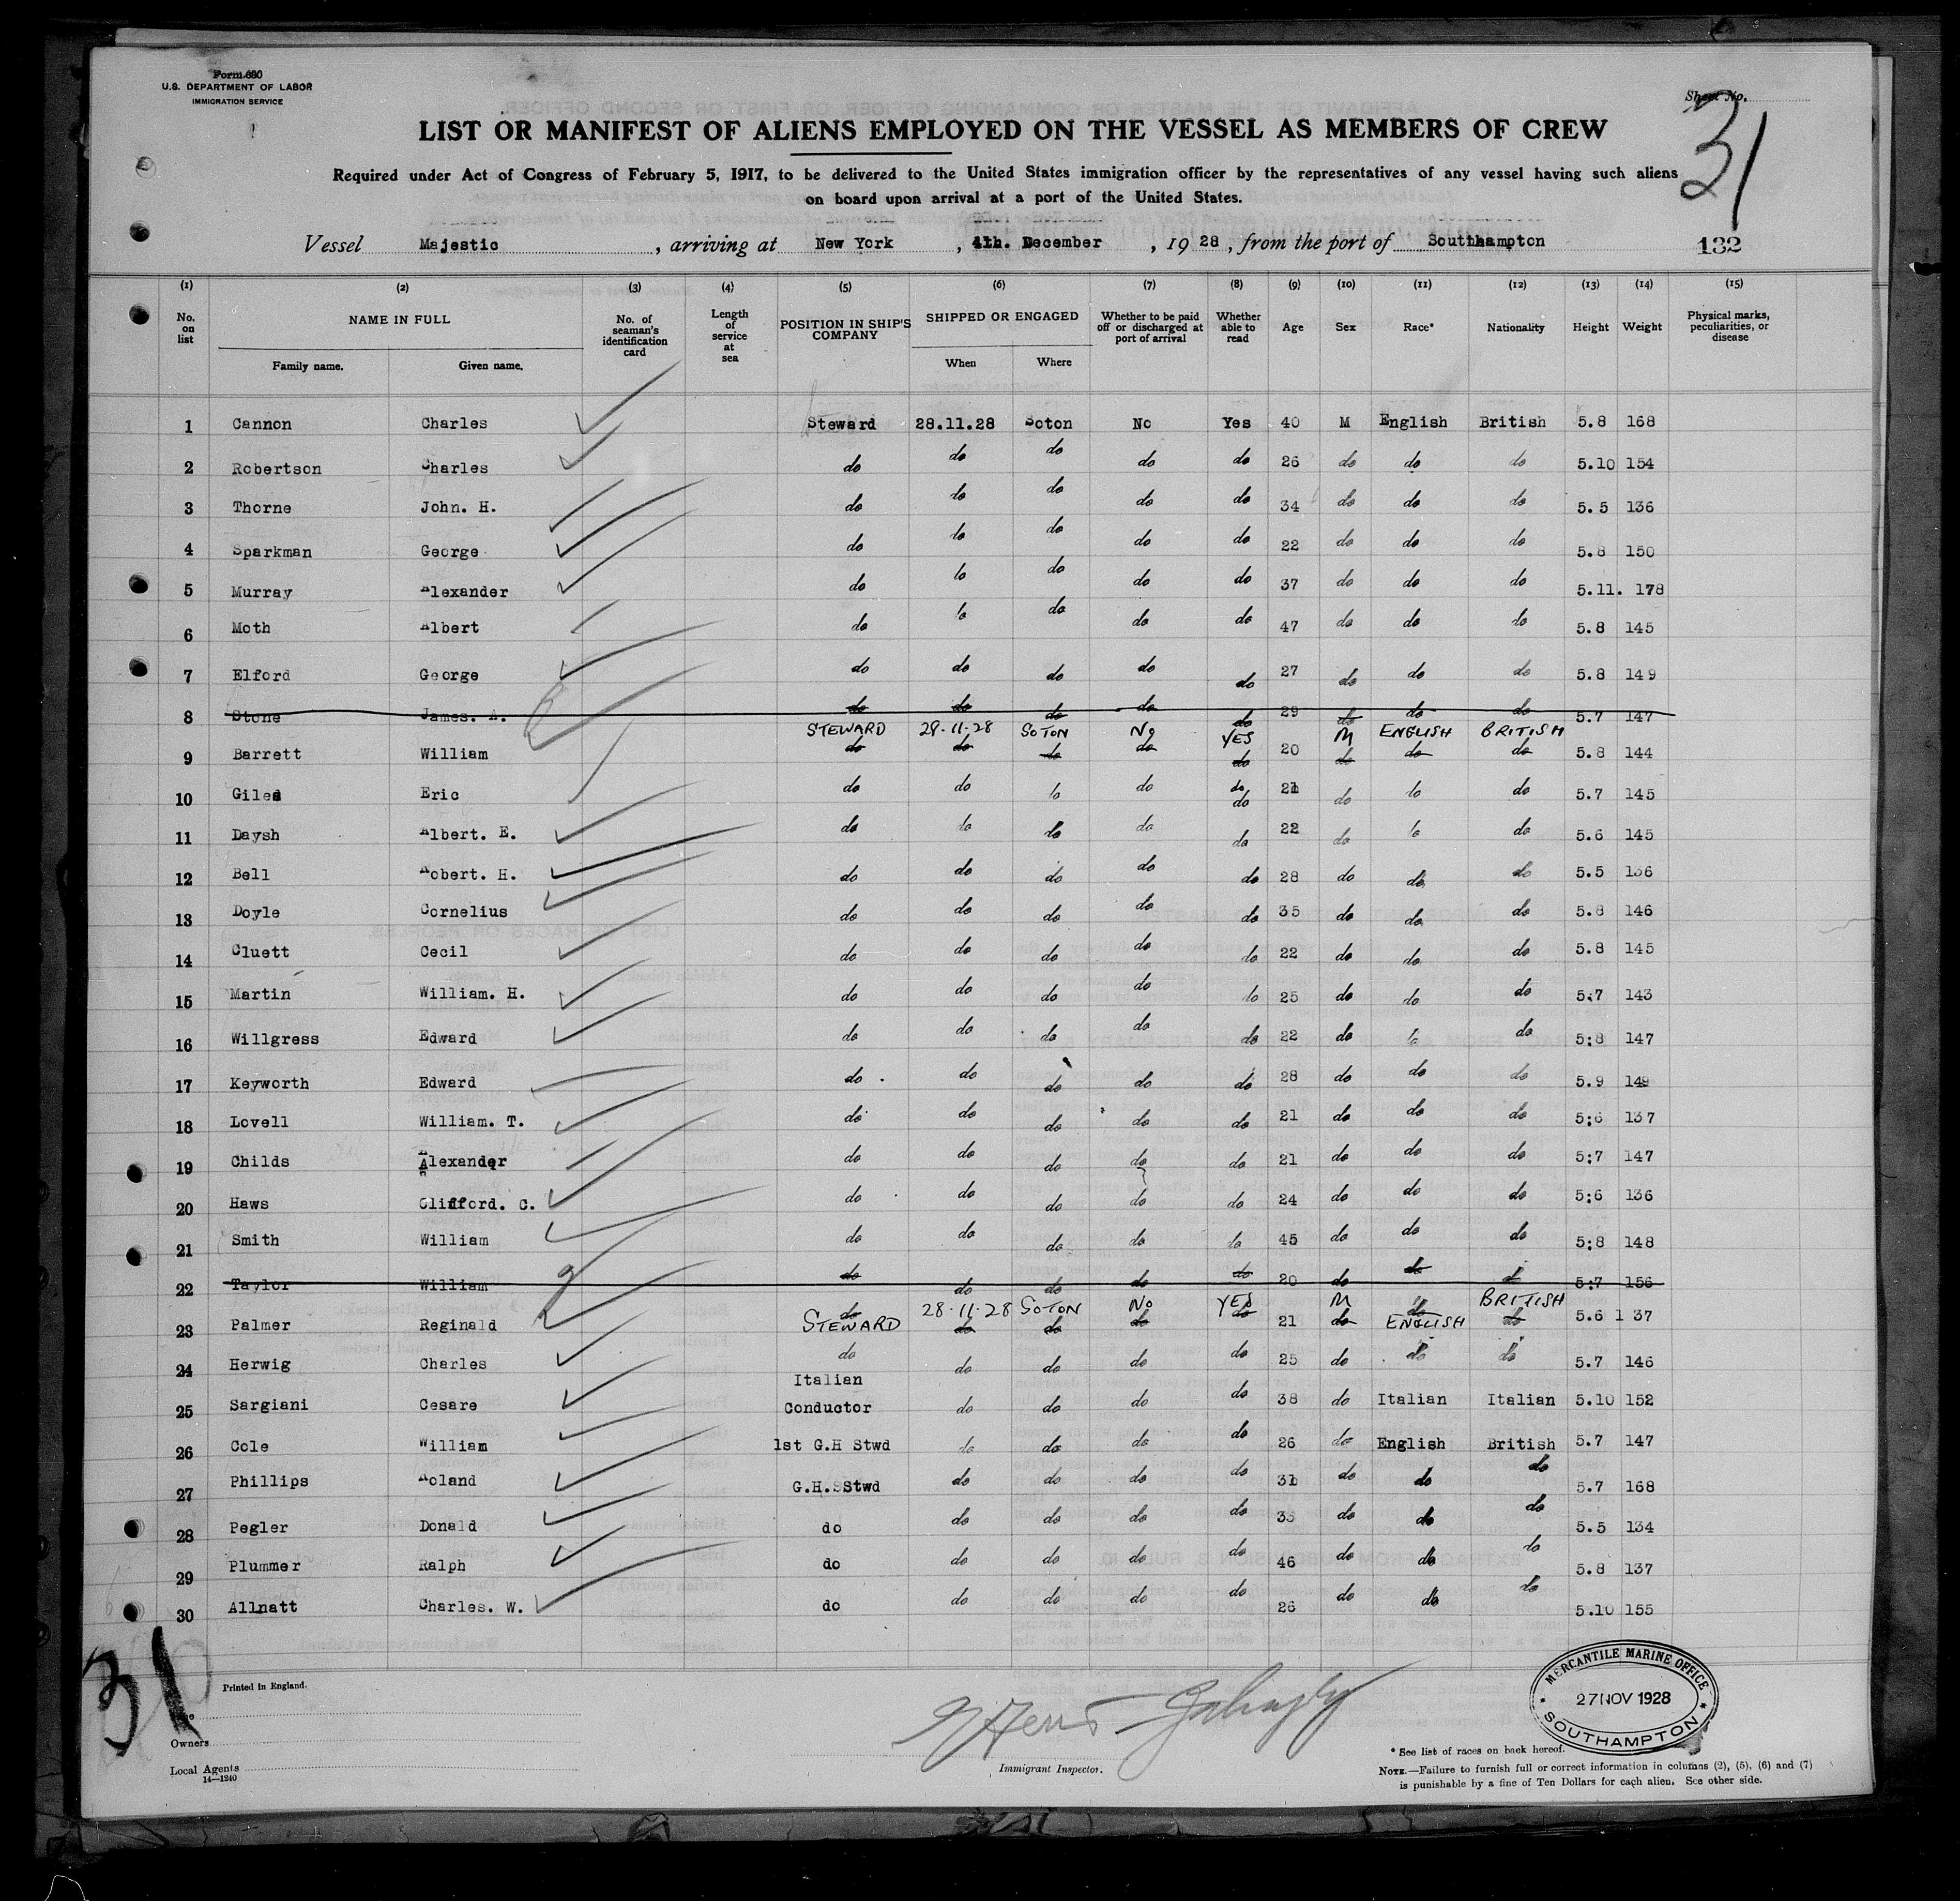 Form 680
U.S. DEPARTMENT OF LABOR
IMMIGRATION SERVICE
Sheet No.
31
LIST OR MANIFEST OF ALIENS EMPLOYED ON THE VESSEL AS MEMBERS OF CREW
Required under Act of Congress of February 5, 1917, to be delivered to the United States immigration officer by the representatives of any vessel having such aliens
on board upon arrival at a port of the United States.
Vessel Majestic, arriving at New York, 4th. December, 1928, from the port of Southampton 132
(1) (2) (3) (4) (5) (6) (7) (8) (9) (10) (11) (12) (13) (14) (15)
No. on list NAME IN FULL Family name. Given name. No. of seaman's identification card Length of service at sea POSITION IN SHIP'S COMPANY SHIPPED OR ENGAGED When Where Whether to be paid off or discharged at port of arrival Whether able to read Age Sex Race* Nationality Height Weight Physical marks, peculiarities, or disease
1 Cannon Charles Steward 28.11.28 Soton No Yes 40 M English British 5.8 168
2 Robertson Charles do do do do do 26 do do do 5.10 154
3 Thorne John. H. do do do do do 34 do do do 5.5 136
4 Sparkman George do do do do do 22 do do do 5.8 150
5 Murray Alexander do do do do do 37 do do do 5.11. 178
6 Moth Albert do do do do do 47 do do do 5.8 145
7 Elford George do do do do do 27 do do do 5.8 149
8 Stone James. A. do do do do do 29 do do do 5.7 147
STEWARD 28.11.28 SOTON No YES M ENGLISH BRITISH
9 Barrett William do do do do do 20 do do do 5.8 144
10 Giles Eric do do do do do do 21 do do do 5.7 145
11 Daysh Albert. E. do do do do do 22 do do do 5.6 145
12 Bell Robert. H. do do do do do 28 do do do 5.5 136
13 Doyle Cornelius do do do do do 35 do do do 5.8 146
14 Cluett Cecil do do do do do 22 do do do 5.8 145
15 Martin William. H. do do do do do 25 do do do 5:7 143
16 Willgress Edward do do do do do 22 do do do 5:8 147
17 Keyworth Edward do do do do do 28 do do do 5.9 149
18 Lovell William. T. do do do do do 21 do do do 5:6 137
19 Childs Alexander do do do do do 21 do do do 5:7 147
20 Haws Clifford. C. do do do do do 24 do do do 5:6 136
21 Smith William do do do do do 45 do do do 5:8 148
22 Taylor William do do do do do 20 do do do 5:7 156
28.11.28 SOTON No YES M BRITISH
23 Palmer Reginald do do do do do 21 do do do 5.6 137
STEWARD ENGLISH
24 Herwig Charles do do do do do 25 do do do 5.7 146
25 Sargiani Cesare Italian Conductor do do do do 38 do Italian Italian 5.10 152
26 Cole William 1st G.H Stwd do do do do 26 do English British 5.7 147
27 Phillips Roland G.H. Stwd do do do do 31 do do do 5.7 168
28 Pegler Donald do do do do do 33 do do do 5.5 134
29 Plummer Ralph do do do do do 46 do do do 5.8 137
30 Allnatt Charles. W. do do do do do 26 do do do 5.10 155
31
Printed in England.
Owners
Local Agents
14—1240
Immigrant Inspector.
MERCANTILE MARINE OFFICE
27 NOV 1928
SOUTHAMPTON
* See list of races on back hereof.
NOTE.—Failure to furnish full or correct information in columns (2), (5), (6) and (7)
is punishable by a fine of Ten Dollars for each alien. See other side.